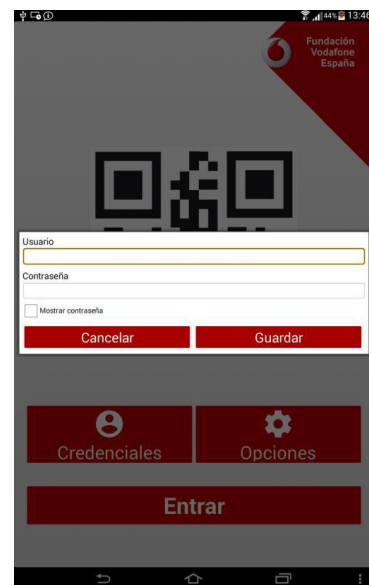 44% 13:46
Fundación
Vodafone
España
Usuario
Contraseña
Mostrar contraseña
Cancelar Guardar
Credenciales Opciones
Entrar